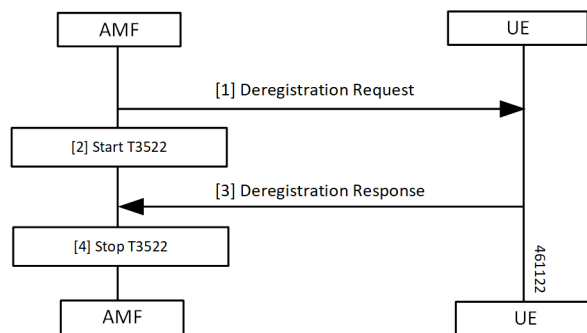 AMF
UE
[1] Deregistration Request
[2] Start T3522
[3] Deregistration Response
[4] Stop T3522
461122
AMF
UE